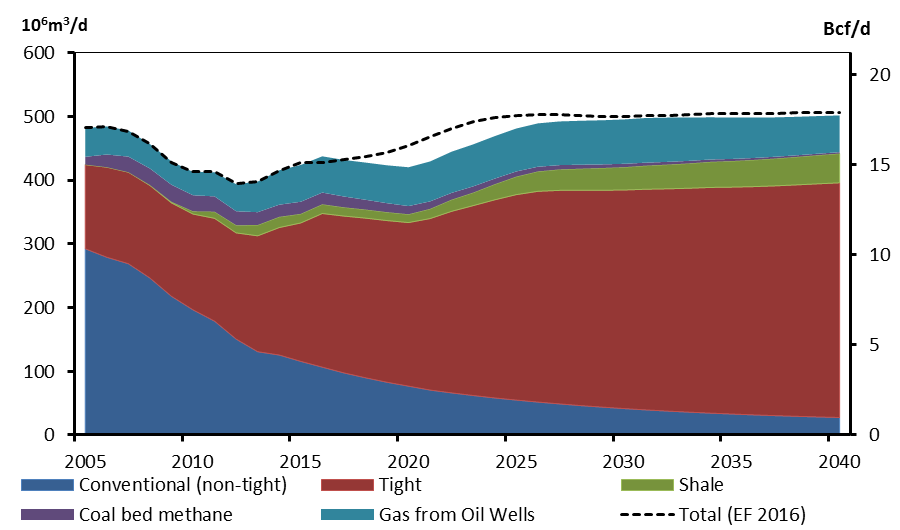 10⁶m³/d
Bcf/d
600
500
400
300
200
100
0
20
15
10
5
0
2005 2010 2015 2020 2025 2030 2035 2040
Conventional (non-tight) Tight Shale
Coal bed methane Gas from Oil Wells Total (EF 2016)